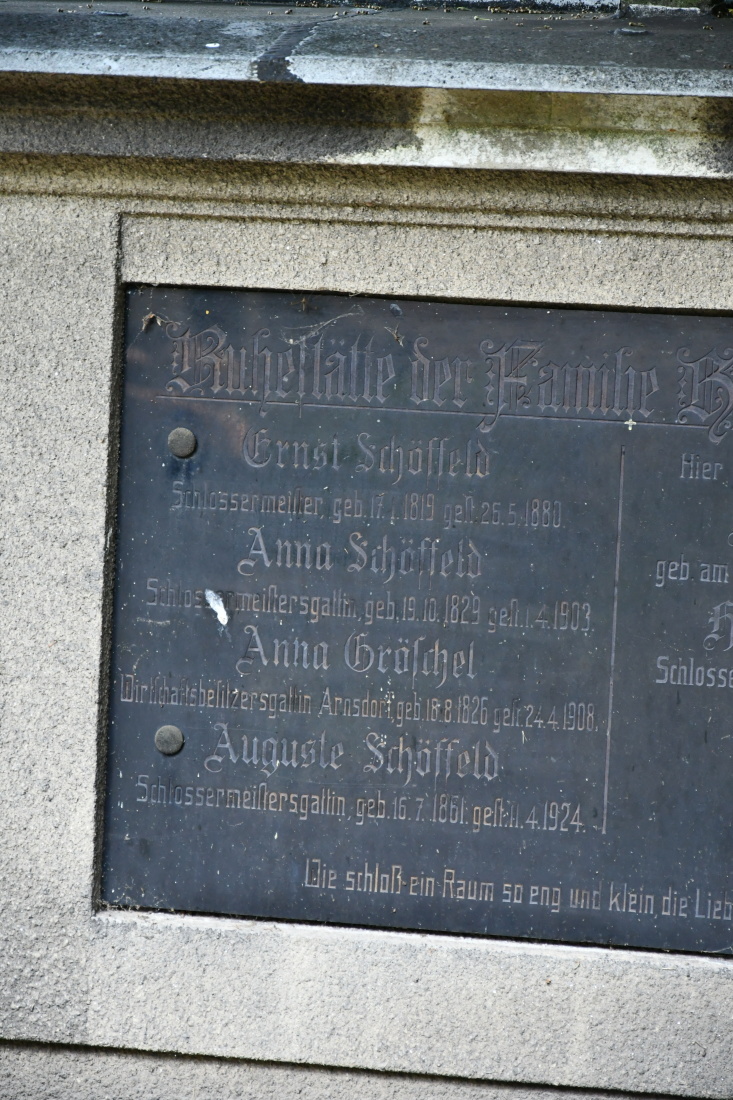 Ruhestätte der Familie
Ernst Schöffeld
Schlossermeister, geb. 17.1.1819 gest. 26.5.1880.
Anna Schöffeld
Schlossermeistersgattin, geb. 19.10.1829 gest. 1.4.1903.
Anna Gröschel
Wirtschaftsbesitzersgattin Arnsdorf, geb. 18.8.1826 gest. 24.4.1908.
Auguste Schöffeld
Schlossermeistersgattin, geb. 16.7.1851. gest. 11.4.1924.
Hier
geb. am
Die schloß ein Raum so eng und klein, die